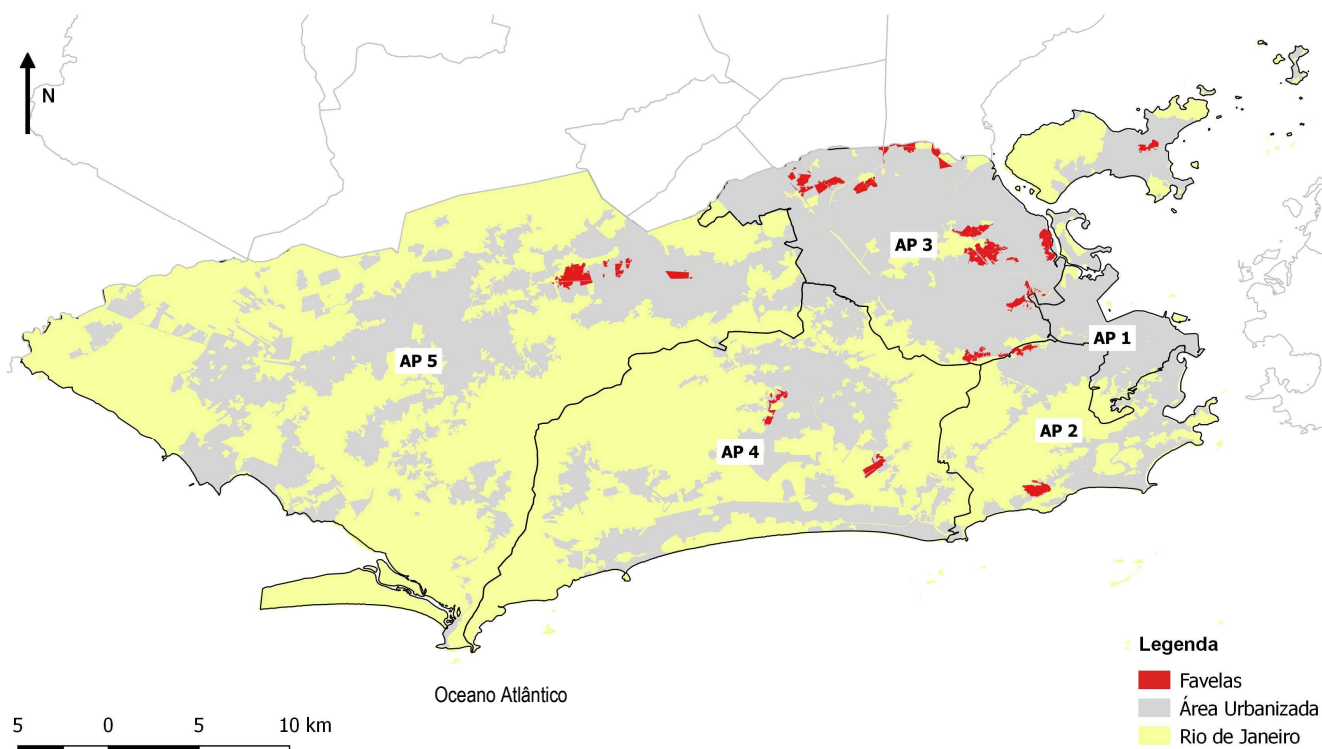 N
AP 3
AP 1
AP 5
AP 2
AP 4
Oceano Atlântico
5 0 5 10 km
Legenda
Favelas
Área Urbanizada
Rio de Janeiro